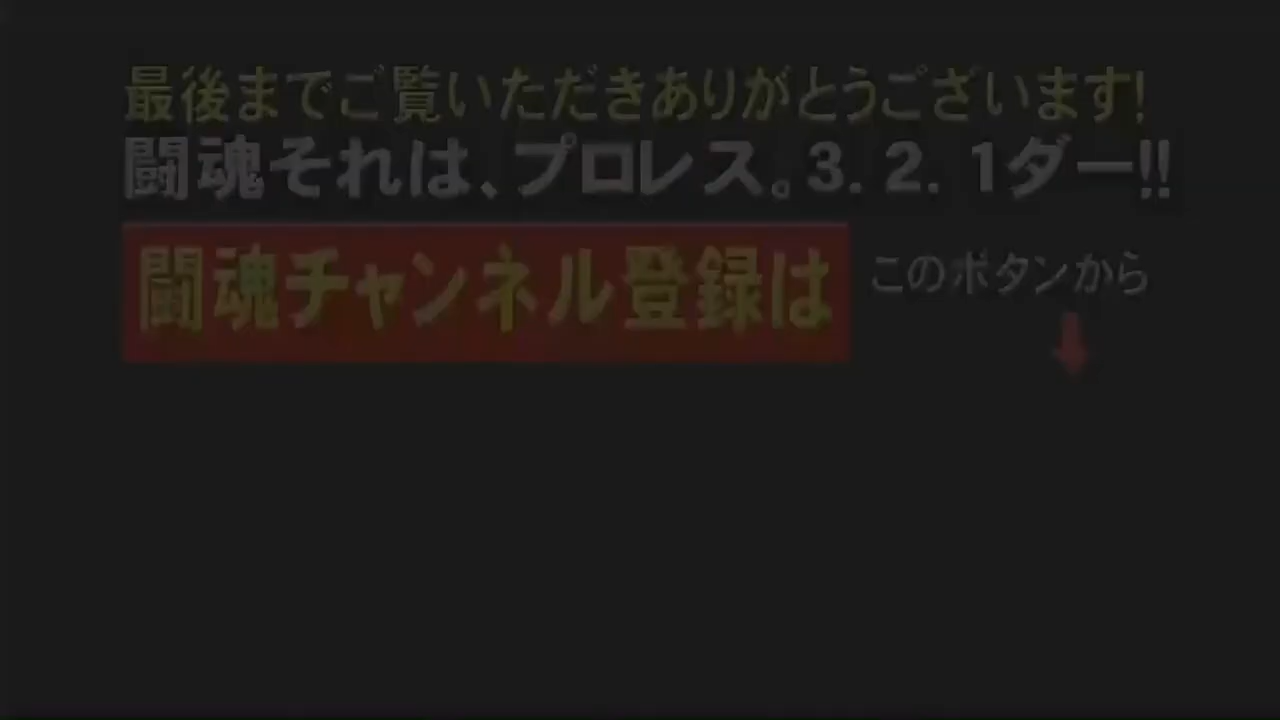 最後までご覧いただきありがとうございます!
闘魂それは、プロレス。3. 2. 1ダー!!
闘魂チャンネル登録は
このボタンから